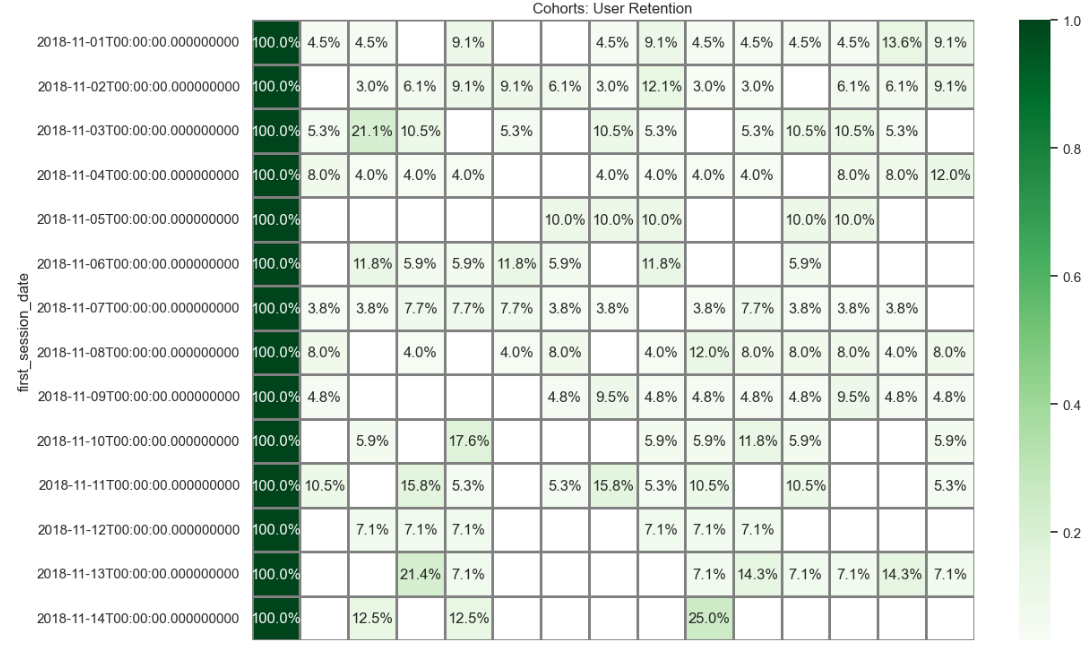 Cohorts: User Retention
first_session_date
2018-11-01T00:00:00.000000000 100.0% 4.5% 4.5% 9.1% 4.5% 9.1% 4.5% 4.5% 4.5% 4.5% 13.6% 9.1%
2018-11-02T00:00:00.000000000 100.0% 3.0% 6.1% 9.1% 9.1% 6.1% 3.0% 12.1% 3.0% 3.0% 6.1% 6.1% 9.1%
2018-11-03T00:00:00.000000000 100.0% 5.3% 21.1% 10.5% 5.3% 10.5% 5.3% 5.3% 10.5% 10.5% 5.3%
2018-11-04T00:00:00.000000000 100.0% 8.0% 4.0% 4.0% 4.0% 4.0% 4.0% 4.0% 4.0% 8.0% 8.0% 12.0%
2018-11-05T00:00:00.000000000 100.0% 10.0% 10.0% 10.0% 10.0% 10.0%
2018-11-06T00:00:00.000000000 100.0% 11.8% 5.9% 5.9% 11.8% 5.9% 11.8% 5.9%
2018-11-07T00:00:00.000000000 100.0% 3.8% 3.8% 7.7% 7.7% 7.7% 3.8% 3.8% 3.8% 7.7% 3.8% 3.8% 3.8%
2018-11-08T00:00:00.000000000 100.0% 8.0% 4.0% 4.0% 8.0% 4.0% 12.0% 8.0% 8.0% 8.0% 4.0% 8.0%
2018-11-09T00:00:00.000000000 100.0% 4.8% 4.8% 9.5% 4.8% 4.8% 4.8% 4.8% 9.5% 4.8% 4.8%
2018-11-10T00:00:00.000000000 100.0% 5.9% 17.6% 5.9% 5.9% 11.8% 5.9% 5.9%
2018-11-11T00:00:00.000000000 100.0% 10.5% 15.8% 5.3% 5.3% 15.8% 5.3% 10.5% 10.5% 5.3%
2018-11-12T00:00:00.000000000 100.0% 7.1% 7.1% 7.1% 7.1% 7.1% 7.1%
2018-11-13T00:00:00.000000000 100.0% 21.4% 7.1% 7.1% 14.3% 7.1% 7.1% 14.3% 7.1%
2018-11-14T00:00:00.000000000 100.0% 12.5% 12.5% 25.0%
1.0
0.8
0.6
0.4
0.2